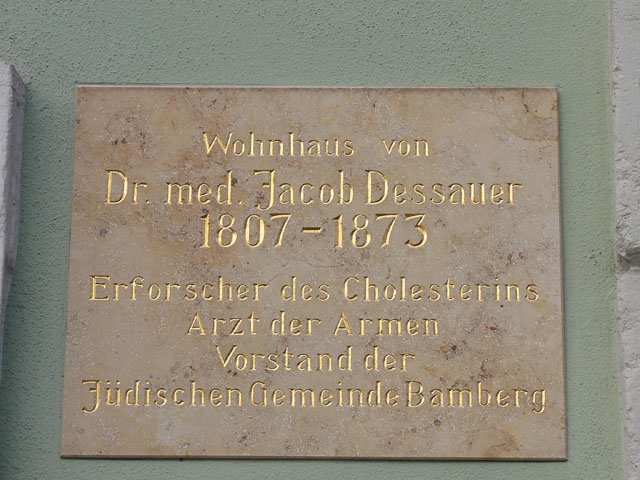 Wohnhaus von
Dr. med. Jacob Dessauer
1807-1873
Erforscher des Cholesterins
Arzt der Armen
Vorstand der
Jüdischen Gemeinde Bamberg